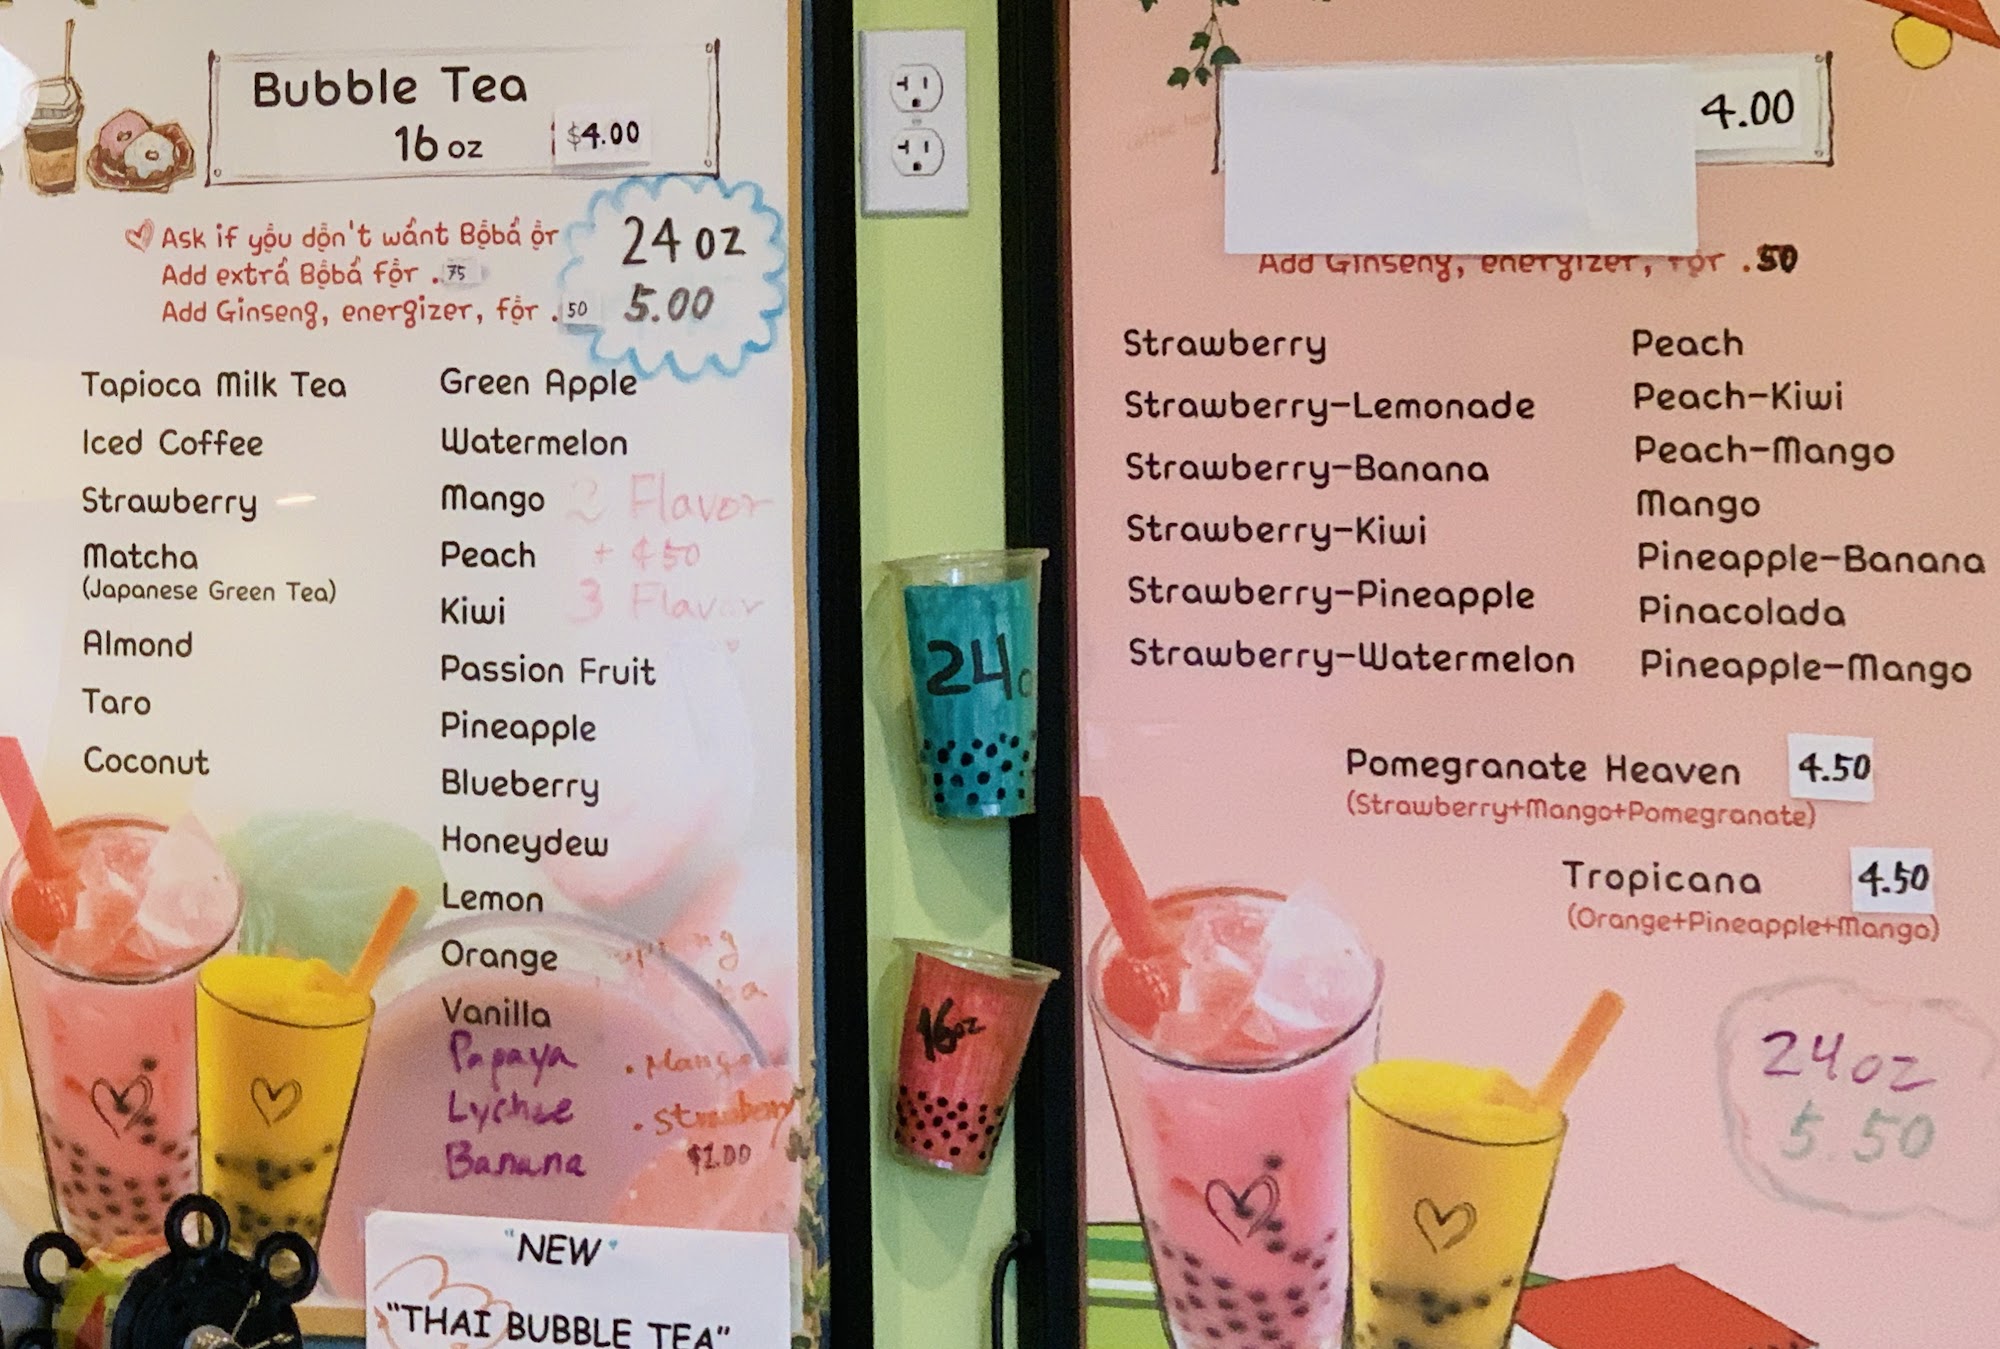 Bubble Tea
16 oz $4.00
Ask if you don't want Boba or
Add extra Boba for .75
Add Ginseng, energizer, for .50
24 oz
5.00
Tapioca Milk Tea
Iced Coffee
Strawberry
Matcha
(Japanese Green Tea)
Almond
Taro
Coconut
Green Apple
Watermelon
Mango
Peach
Kiwi
Passion Fruit
Pineapple
Blueberry
Honeydew
Lemon
Orange
Vanilla
Papaya
Lychee
Banana
2 Flavor
+ $50
3 Flavor
. Mango
. Strawberry
$1.00
"NEW"
"THAI BUBBLE TEA"
24
16oz
4.00
Add Ginseng, energizer, for .50
Strawberry
Strawberry-Lemonade
Strawberry-Banana
Strawberry-Kiwi
Strawberry-Pineapple
Strawberry-Watermelon
Peach
Peach-Kiwi
Peach-Mango
Mango
Pineapple-Banana
Pinacolada
Pineapple-Mango
Pomegranate Heaven 4.50
(Strawberry+Mango+Pomegranate)
Tropicana 4.50
(Orange+Pineapple+Mango)
24oz
5.50